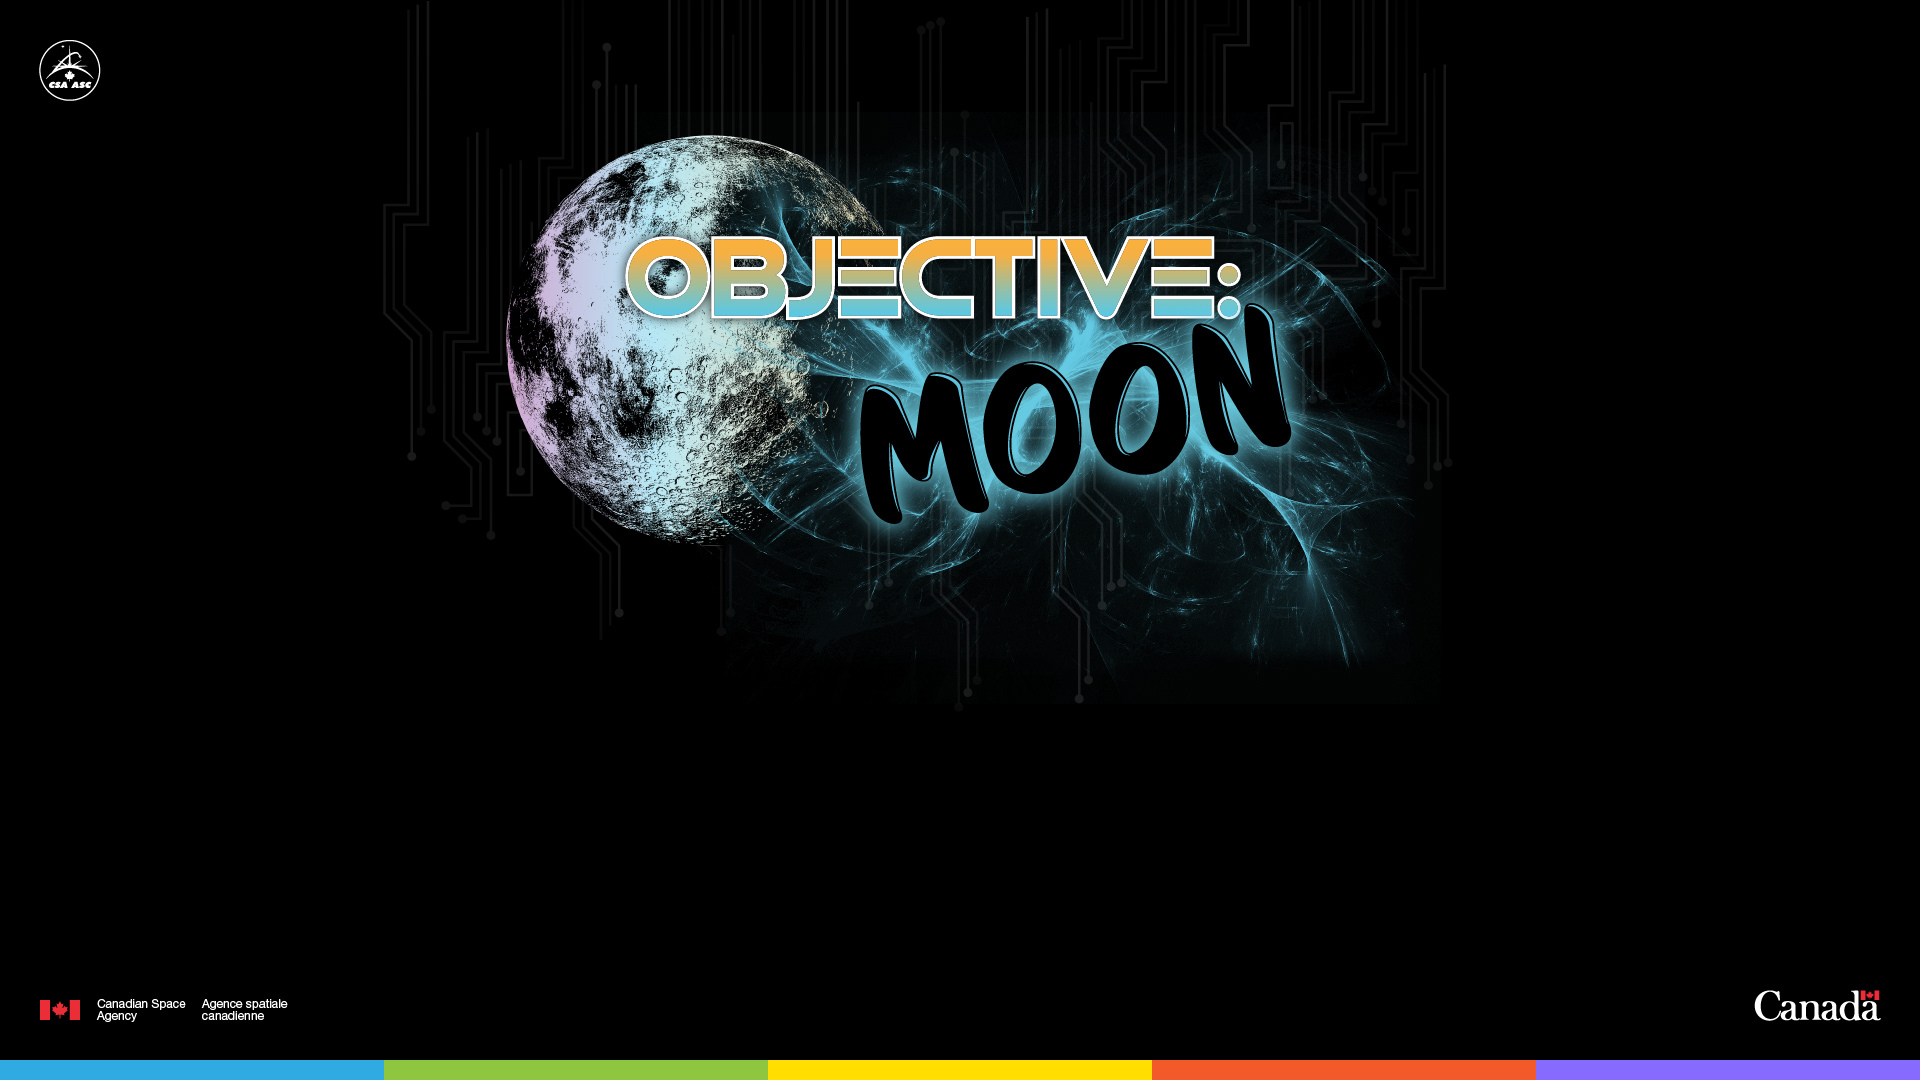 CSA ASC
OBJECTIVE:
MOON
Canadian Space Agency
Agence spatiale canadienne
Canada